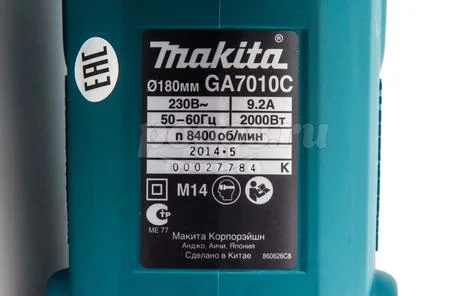 EAC
makita
Ø180мм GA7010C
230В~ 9.2A
50–60Гц 2000Вт
n 8400 об/мин
2014·5
00027784 K
M14
СТР
ME 77
Макита Корпорэйшн
Анджо, Аичи, Япония
Сделано в Китае 860626C8